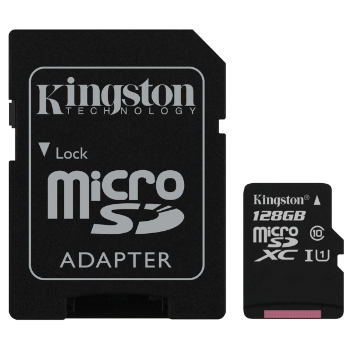 Kingston
TECHNOLOGY
Lock
micro
SD
ADAPTER
Kingston
128GB
micro
SD
XC I U1
10